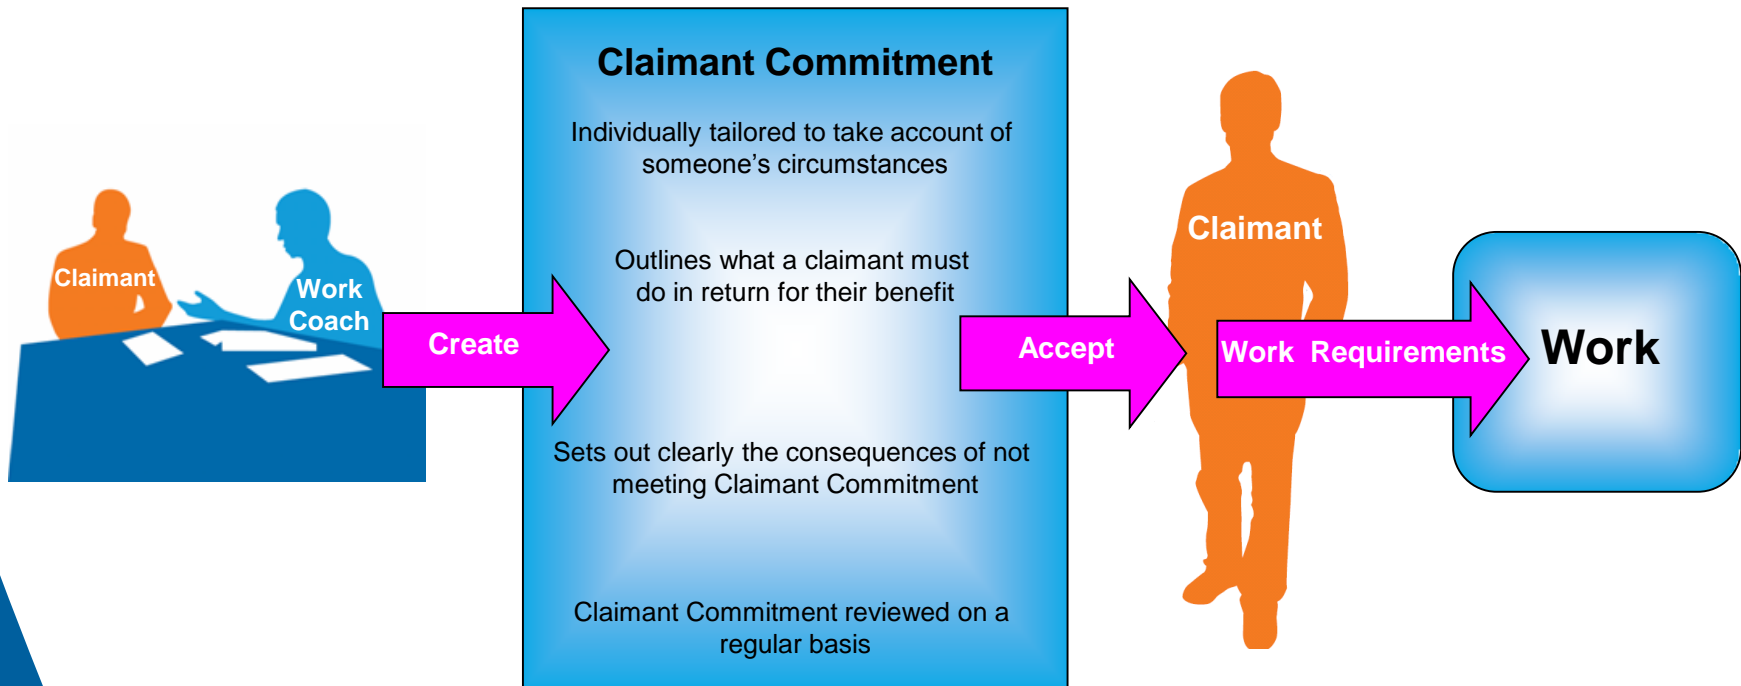 Claimant
Work
Coach
Create
Claimant Commitment
Individually tailored to take account of
someone’s circumstances
Outlines what a claimant must
do in return for their benefit
Sets out clearly the consequences of not
meeting Claimant Commitment
Claimant Commitment reviewed on a
regular basis
Accept
Claimant
Work Requirements
Work